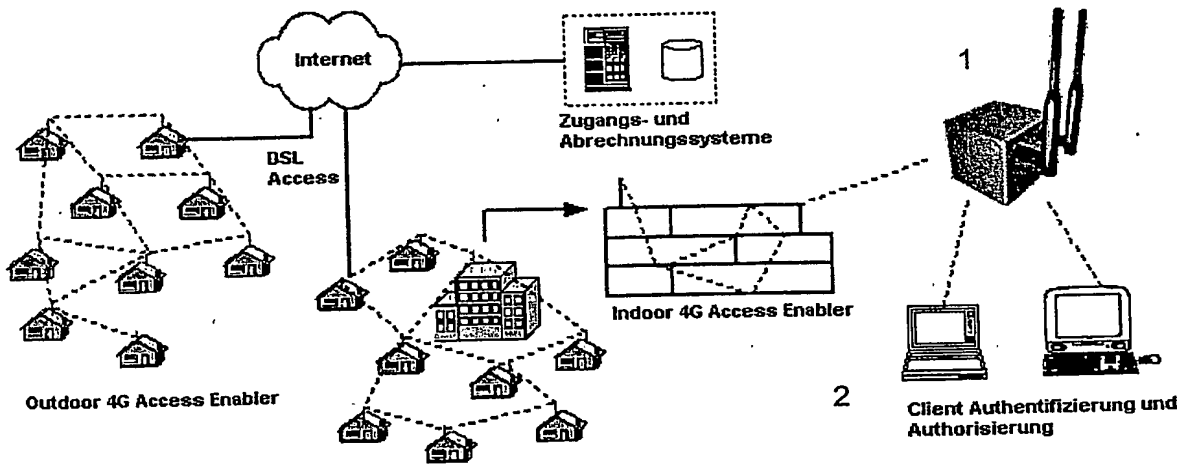 Internet
1
Zugangs- und
Abrechnungssysteme
DSL
Access
Indoor 4G Access Enabler
Outdoor 4G Access Enabler
2
Client Authentifizierung und
Authorisierung